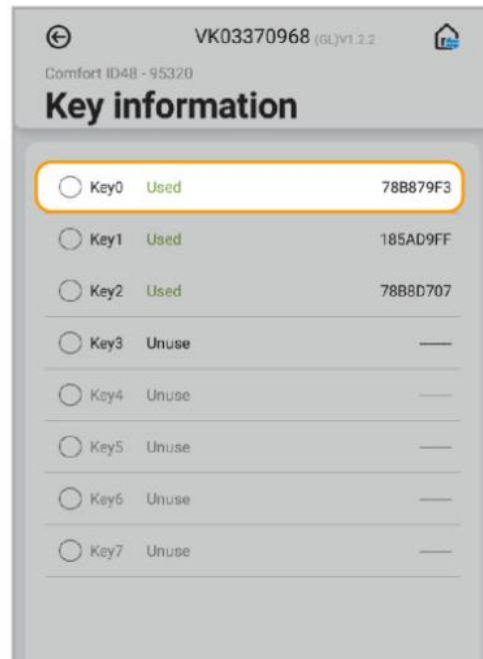 VK03370968 (GL)V1.2.2
Comfort ID48 - 95320
Key information
Key0 Used 78B879F3
Key1 Used 185AD9FF
Key2 Used 78B8D707
Key3 Unuse —
Key4 Unuse —
Key5 Unuse —
Key6 Unuse —
Key7 Unuse —